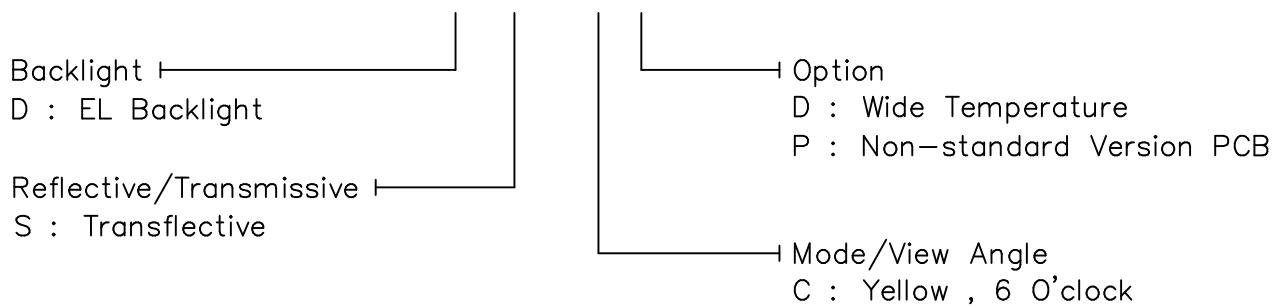 Backlight
D : EL Backlight
Reflective/Transmissive
S : Transflective
Option
D : Wide Temperature
P : Non-standard Version PCB
Mode/View Angle
C : Yellow , 6 O'clock